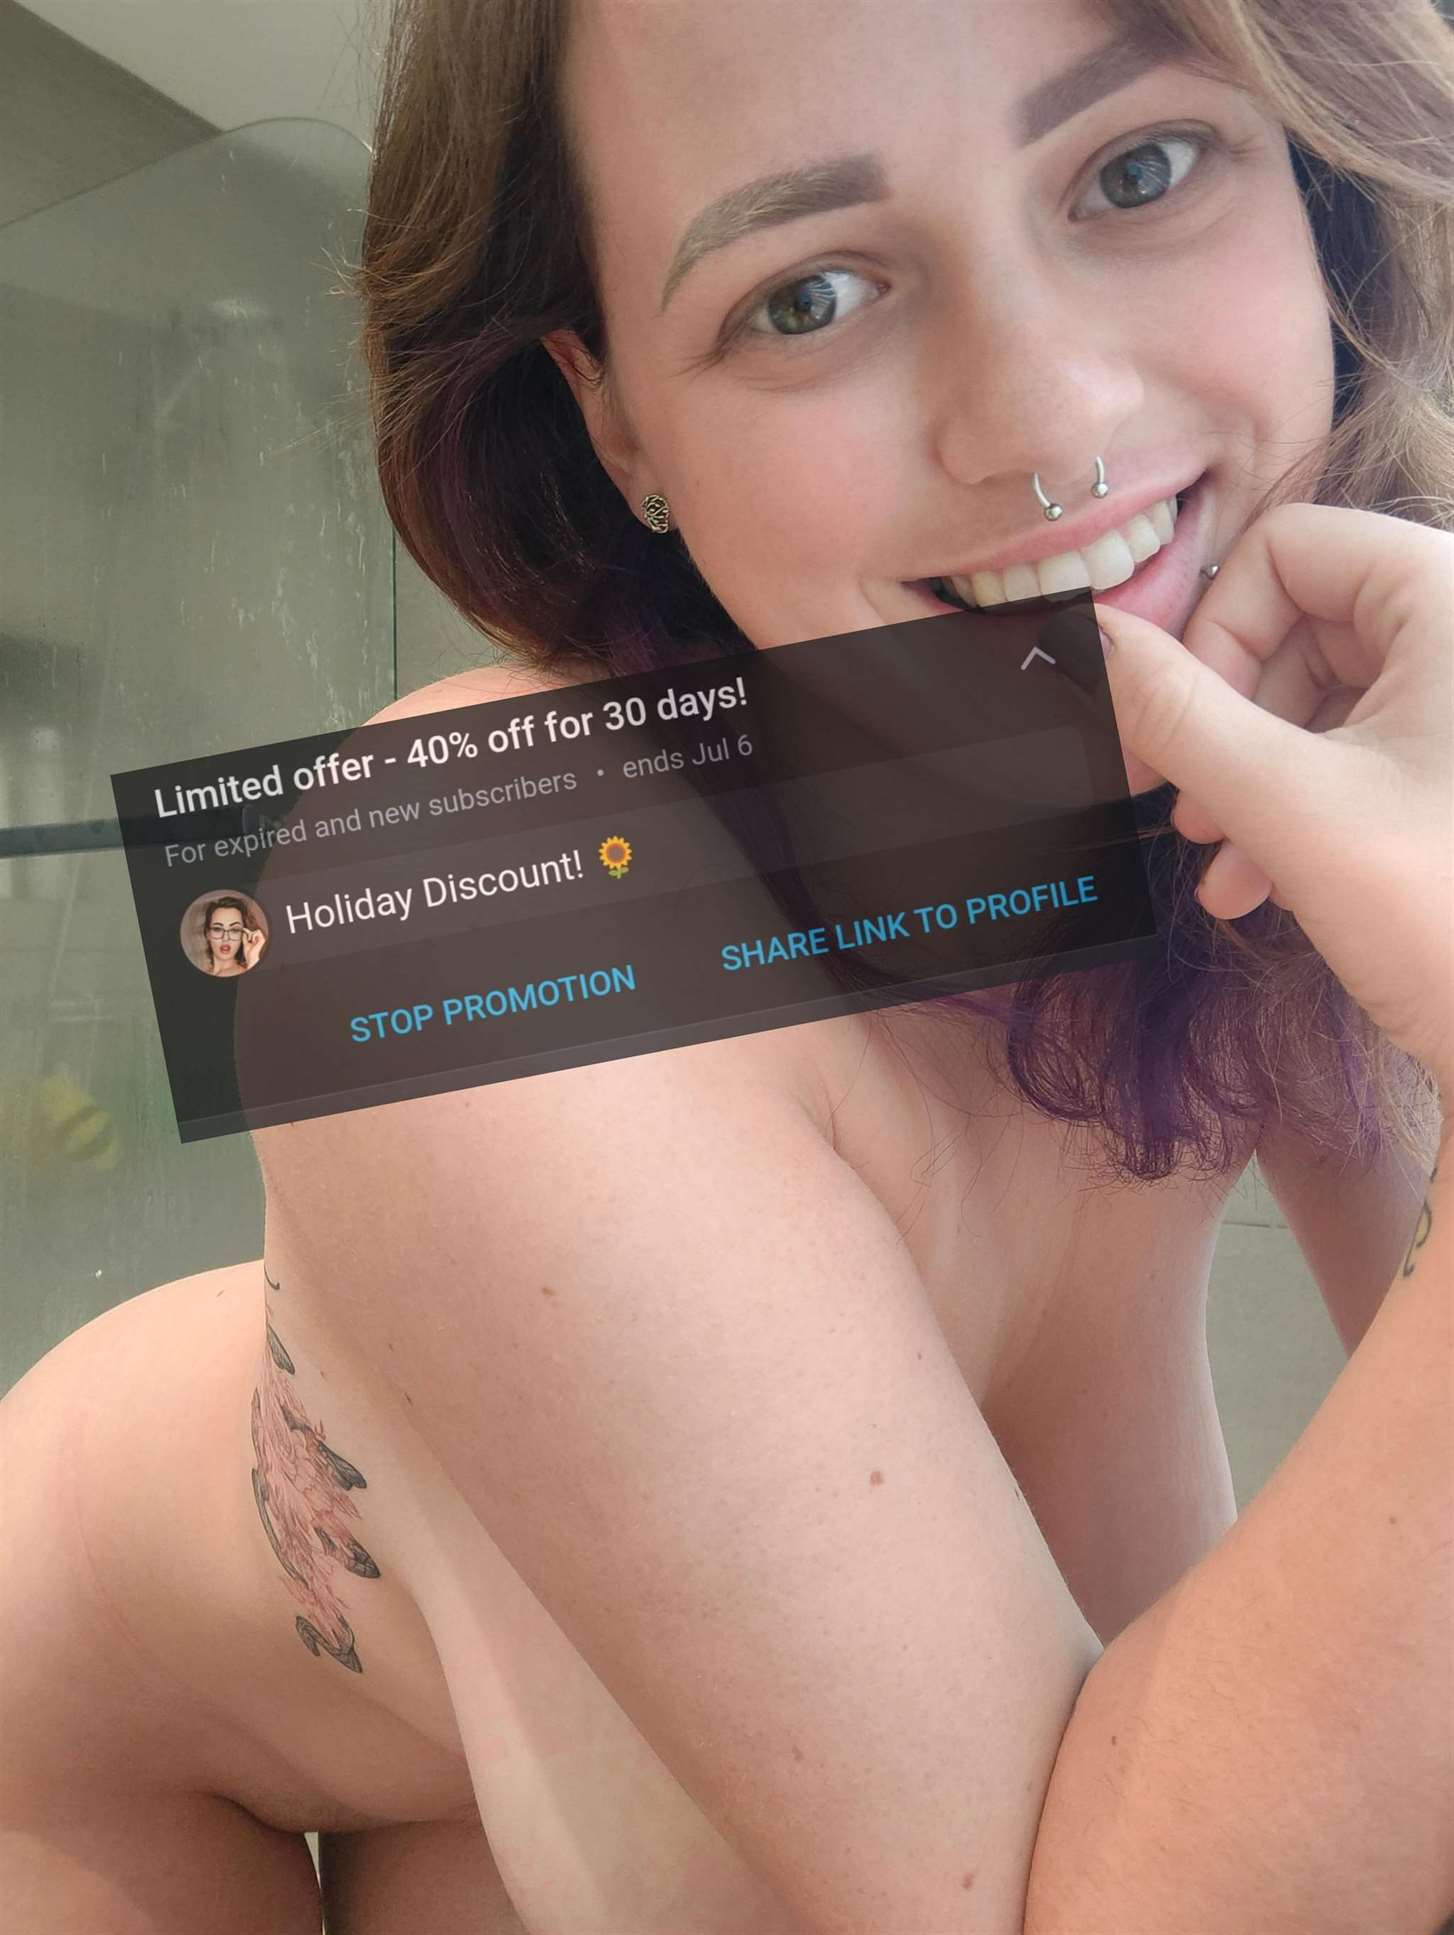 Limited offer - 40% off for 30 days!
For expired and new subscribers • ends Jul 6
Holiday Discount! 🌻
STOP PROMOTION
SHARE LINK TO PROFILE